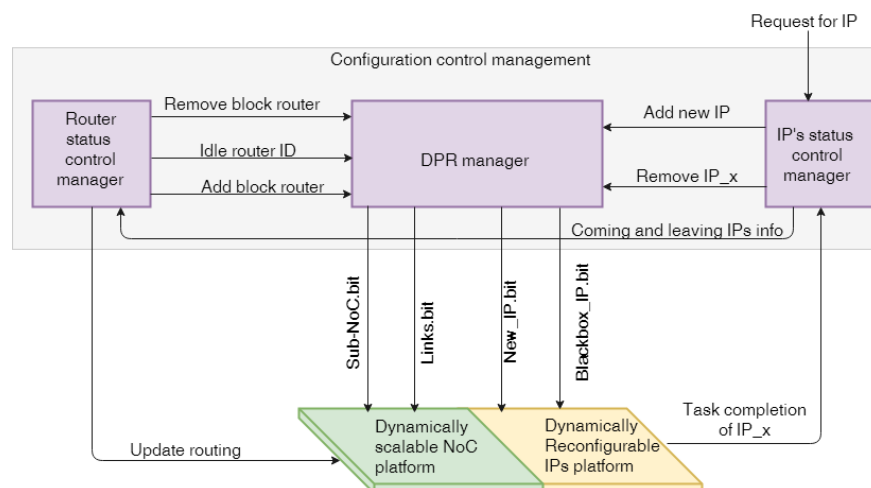 Request for IP
Configuration control management
Remove block router
Idle router ID
Add block router
Router
status
control
manager
DPR manager
Add new IP
Remove IP_x
IP's status
control
manager
Coming and leaving IPs info
Sub-NoC.bit
Links.bit
New_IP.bit
Blackbox_IP.bit
Update routing
Dynamically
scalable NoC
platform
Dynamically
Reconfigurable
IPs platform
Task completion
of IP_x